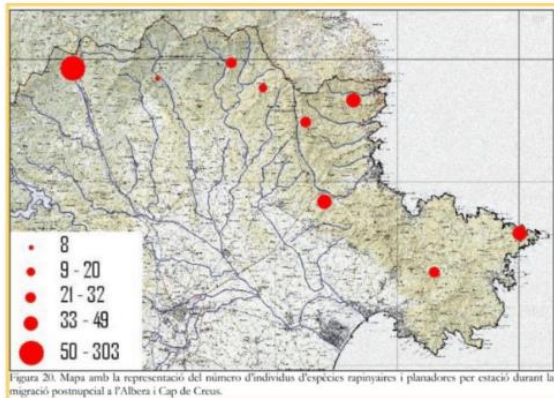 8
9 - 20
21 - 32
33 - 49
50 - 303
Figura 20. Mapa amb la representació del número d'individus d'espècies rapinyaires i planadores per estació durant la
migració postnupcial a l'Albera i Cap de Creus.